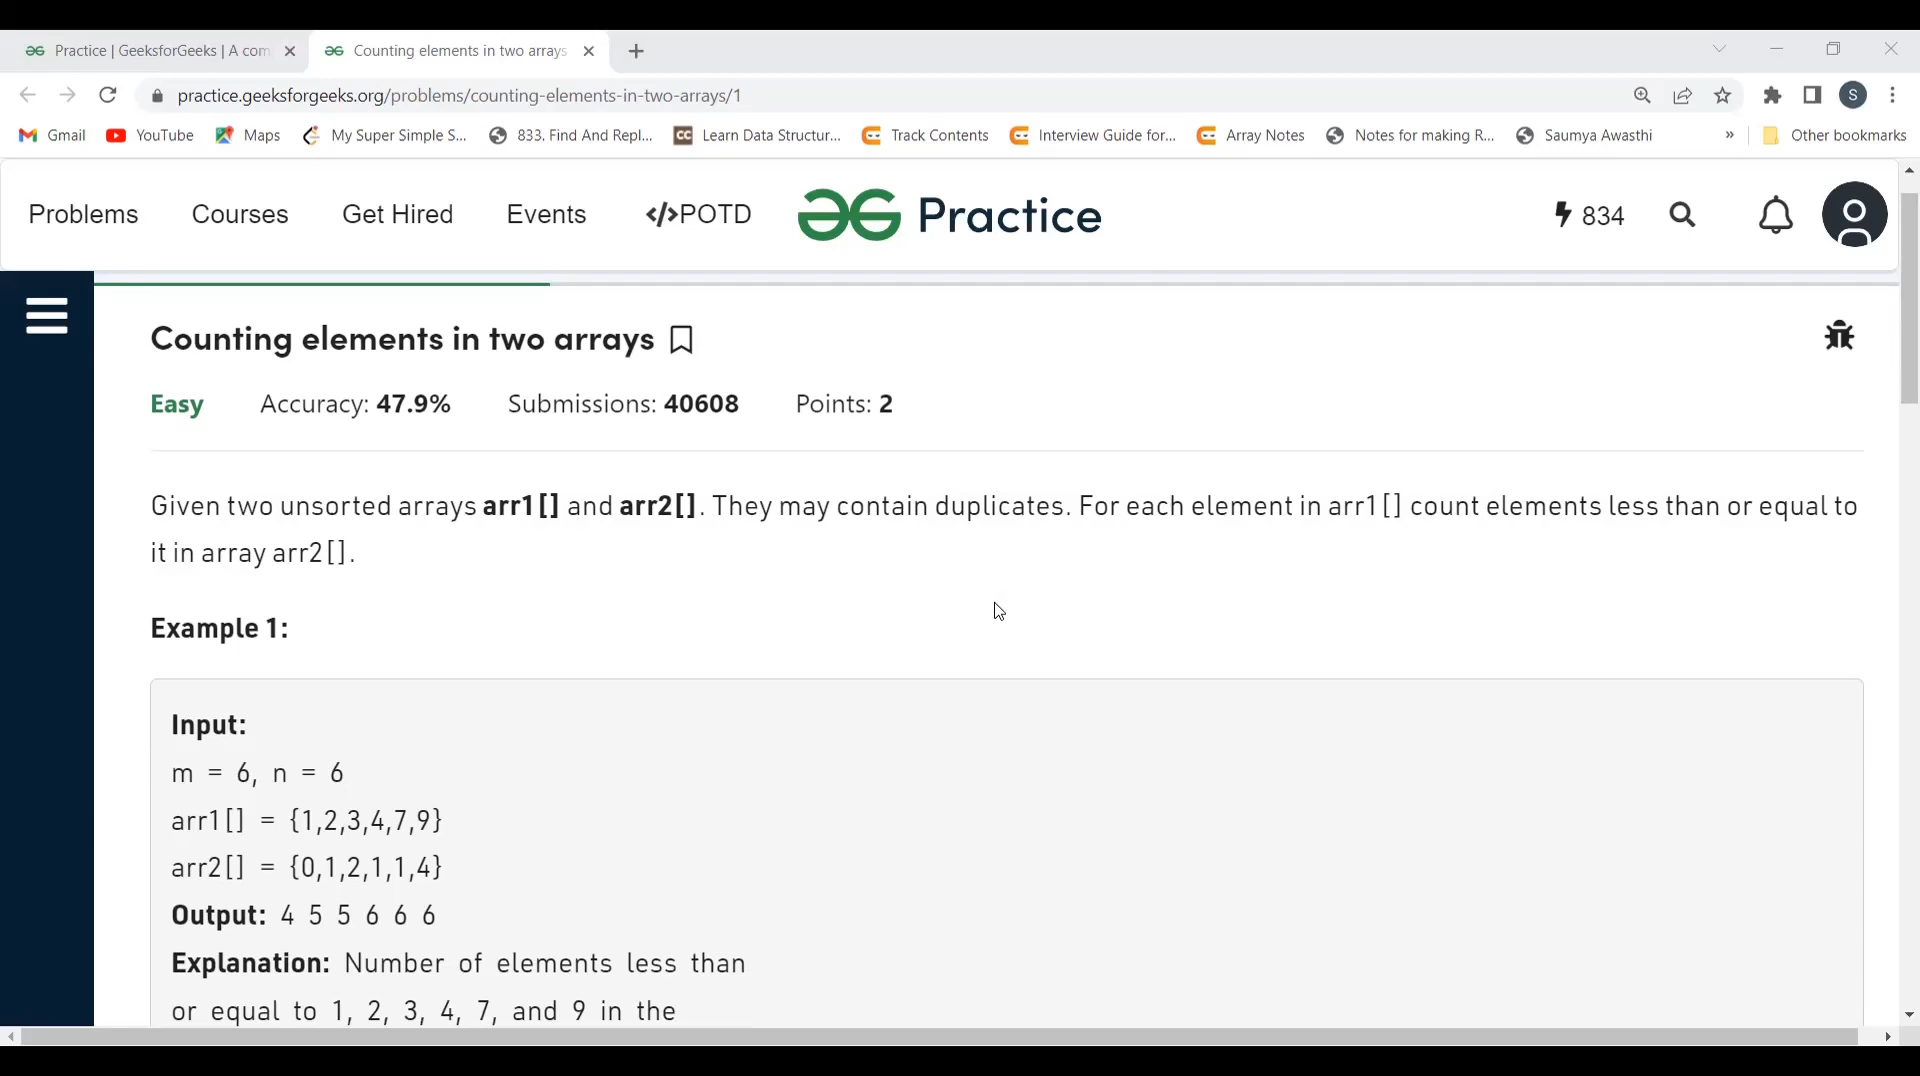 Practice | GeeksforGeeks | A com
Counting elements in two arrays
practice.geeksforgeeks.org/problems/counting-elements-in-two-arrays/1
S
Gmail
YouTube
Maps
My Super Simple S...
833. Find And Repl...
CC
Learn Data Structur...
Track Contents
Interview Guide for...
Array Notes
Notes for making R...
Saumya Awasthi
»
Other bookmarks
Problems
Courses
Get Hired
Events
</>POTD
Practice
834
Counting elements in two arrays
Easy Accuracy: 47.9% Submissions: 40608 Points: 2
Given two unsorted arrays arr1[] and arr2[]. They may contain duplicates. For each element in arr1[] count elements less than or equal to
it in array arr2[].
Example 1:
Input:
m = 6, n = 6
arr1[] = {1,2,3,4,7,9}
arr2[] = {0,1,2,1,1,4}
Output: 4 5 5 6 6 6
Explanation: Number of elements less than
or equal to 1, 2, 3, 4, 7, and 9 in the